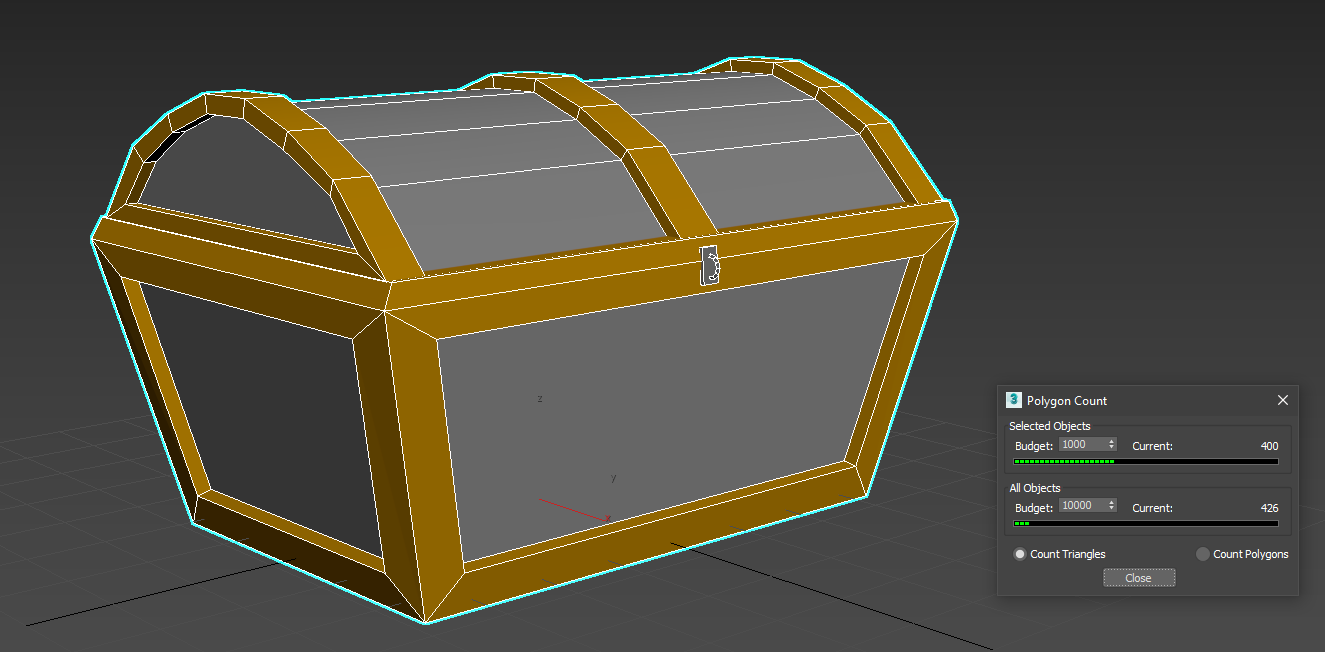 3 Polygon Count
Selected Objects
Budget: 1000 Current: 400
All Objects
Budget: 10000 Current: 426
Count Triangles Count Polygons
Close
z
y
x